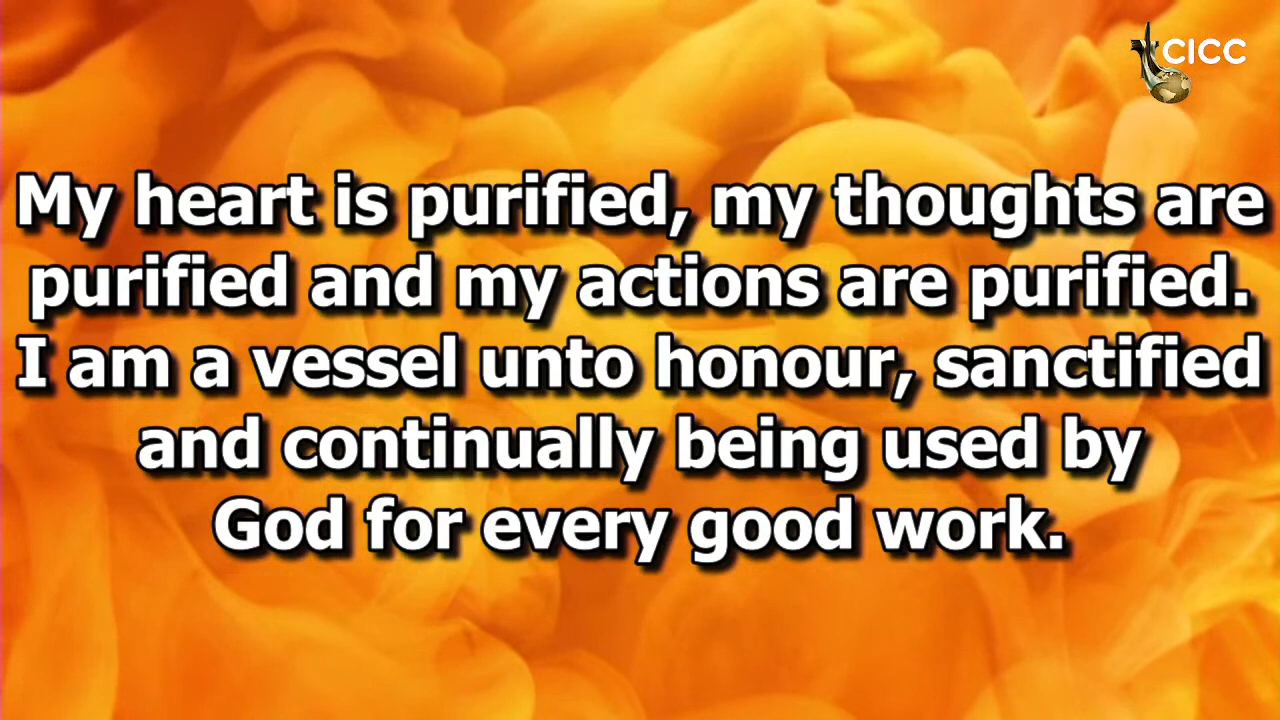 CICC
My heart is purified, my thoughts are
purified and my actions are purified.
I am a vessel unto honour, sanctified
and continually being used by
God for every good work.